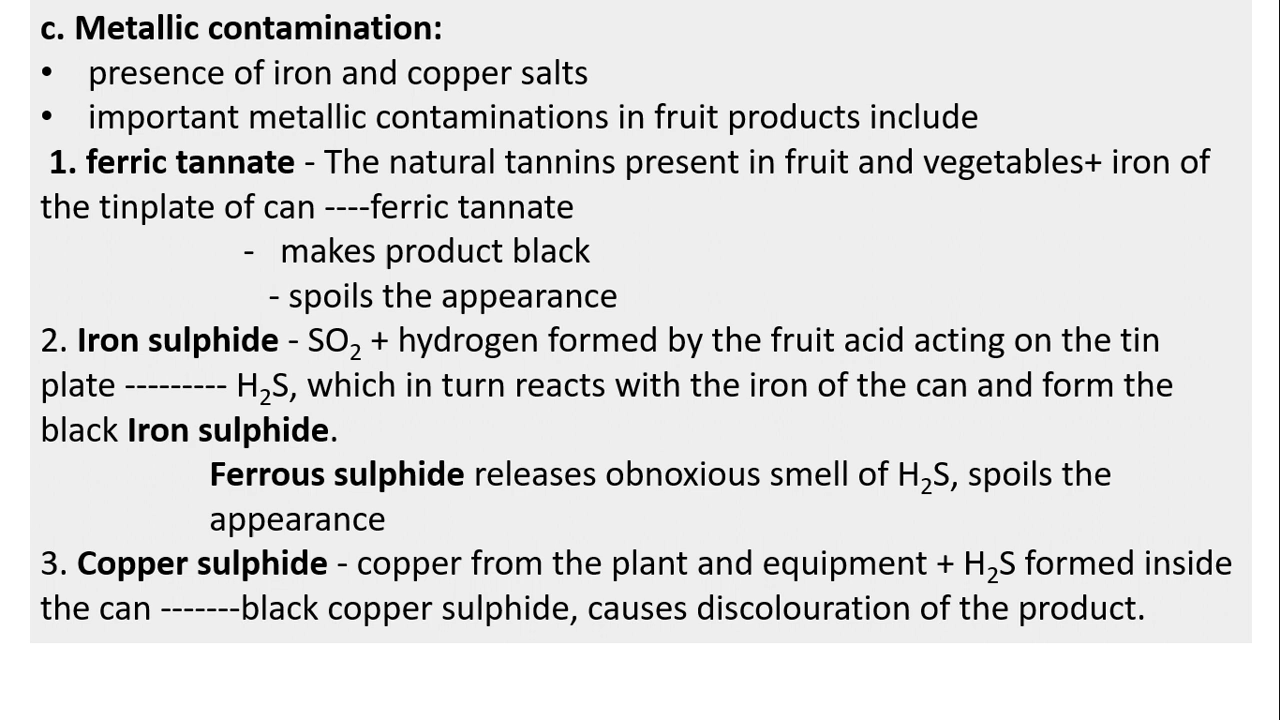 c. Metallic contamination:
• presence of iron and copper salts
• important metallic contaminations in fruit products include
1. ferric tannate - The natural tannins present in fruit and vegetables+ iron of
the tinplate of can ----ferric tannate
- makes product black
- spoils the appearance
2. Iron sulphide - SO₂ + hydrogen formed by the fruit acid acting on the tin
plate --------- H₂S, which in turn reacts with the iron of the can and form the
black Iron sulphide.
Ferrous sulphide releases obnoxious smell of H₂S, spoils the
appearance
3. Copper sulphide - copper from the plant and equipment + H₂S formed inside
the can -------black copper sulphide, causes discolouration of the product.